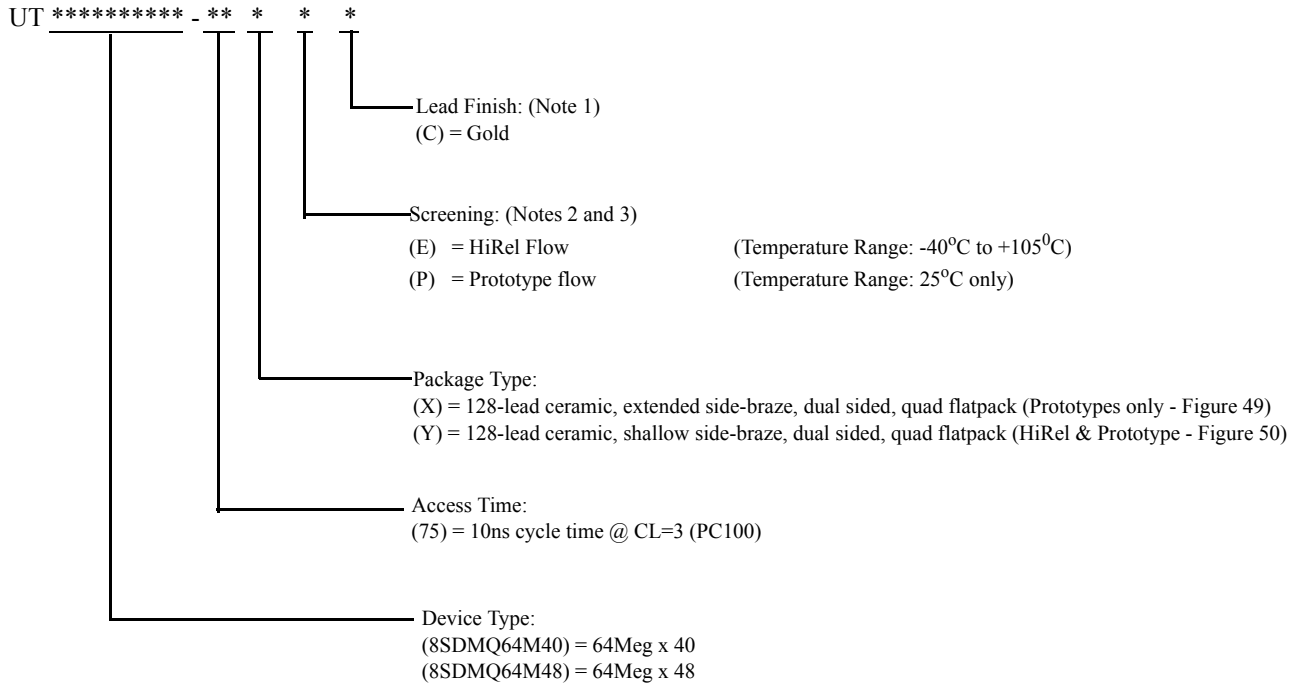 UT ********** - ** * * *
Lead Finish: (Note 1)
(C) = Gold
Screening: (Notes 2 and 3)
(E) = HiRel Flow (Temperature Range: -40oC to +1050C)
(P) = Prototype flow (Temperature Range: 25oC only)
Package Type:
(X) = 128-lead ceramic, extended side-braze, dual sided, quad flatpack (Prototypes only - Figure 49)
(Y) = 128-lead ceramic, shallow side-braze, dual sided, quad flatpack (HiRel & Prototype - Figure 50)
Access Time:
(75) = 10ns cycle time @ CL=3 (PC100)
Device Type:
(8SDMQ64M40) = 64Meg x 40
(8SDMQ64M48) = 64Meg x 48